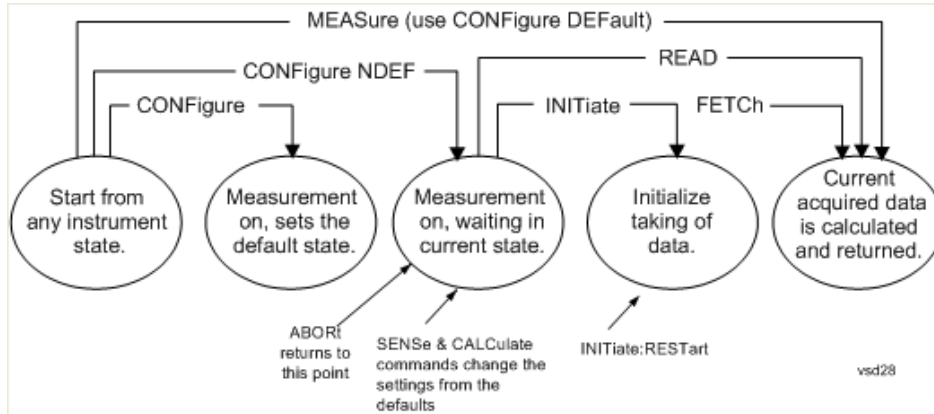 MEASure (use CONFigure DEFault)
CONFigure NDEF
READ
CONFigure
INITiate
FETCh
Start from
any instrument
state.
Measurement
on, sets the
default state.
Measurement
on, waiting in
current state.
Initialize
taking of
data.
Current
acquired data
is calculated
and returned.
ABORt
returns to
this point
SENSe & CALCulate
commands change the
settings from the
defaults
INITiate:RESTart
vsd28